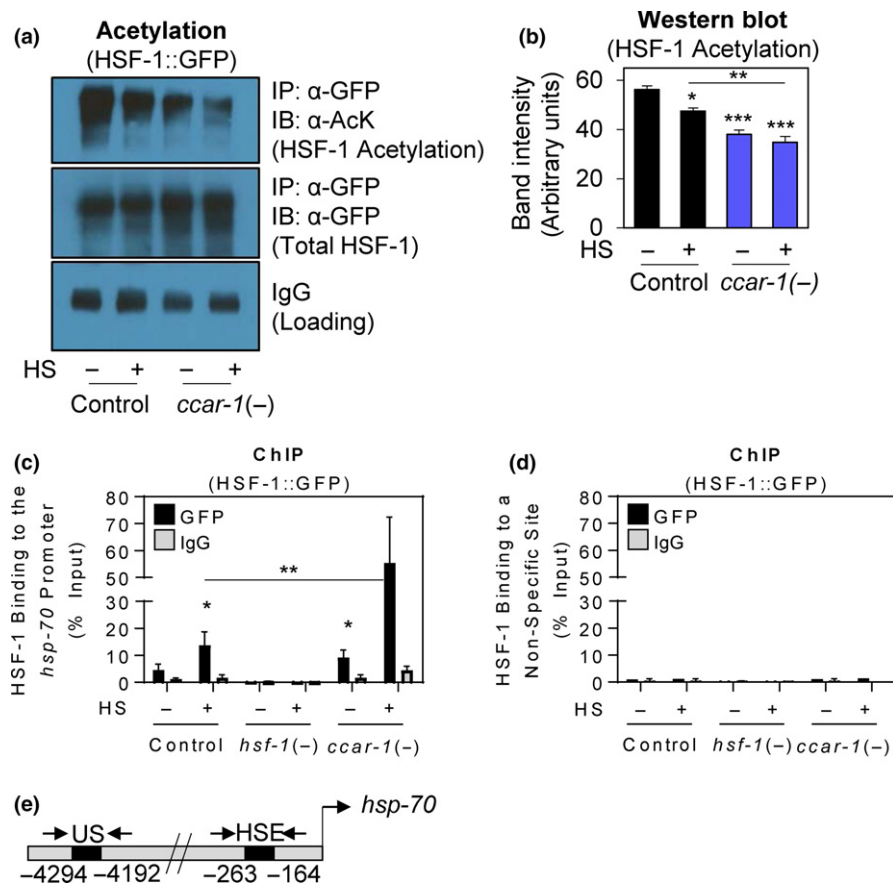 (a)
Acetylation
(HSF-1::GFP)
IP: α-GFP
IB: α-AcK
(HSF-1 Acetylation)
IP: α-GFP
IB: α-GFP
(Total HSF-1)
IgG
(Loading)
HS – + – +
Control ccar-1(–)
(b)
Western blot
(HSF-1 Acetylation)
Band intensity
(Arbitrary units)
60
40
20
0
**
*
***
***
HS – + – +
Control ccar-1(–)
(c)
ChIP
(HSF-1::GFP)
HSF-1 Binding to the
hsp-70 Promoter
(% Input)
80
70
60
50
30
20
10
0
GFP
IgG
**
*
*
HS – + – + – +
Control hsf-1(–) ccar-1(–)
(d)
ChIP
(HSF-1::GFP)
HSF-1 Binding to a
Non-Specific Site
(% Input)
80
70
60
50
30
20
10
0
GFP
IgG
HS – + – + – +
Control hsf-1(–) ccar-1(–)
(e)
hsp-70
US HSE
–4294 –4192 –263 –164